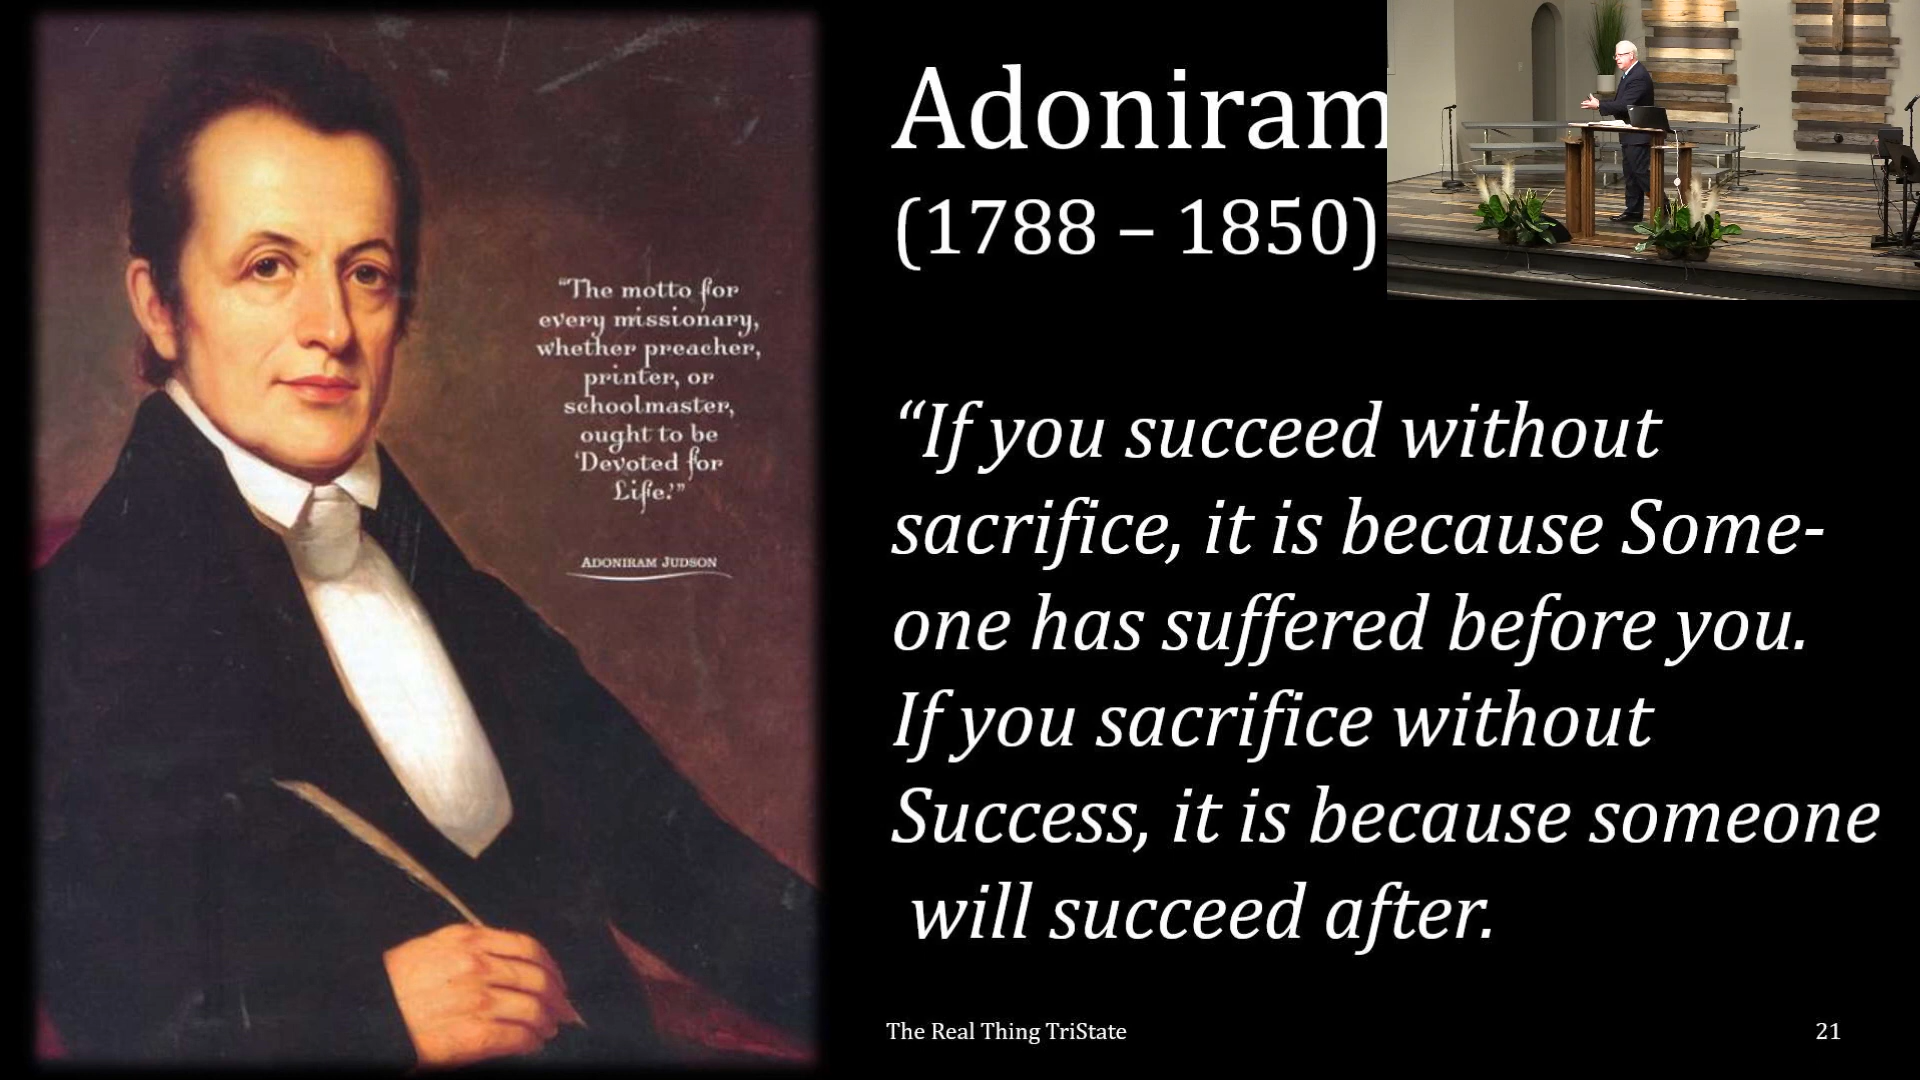 Adoniram
(1788 – 1850)
“The motto for
every missionary,
whether preacher,
printer, or
schoolmaster,
ought to be
‘Devoted for
Life.’”
ADONIRAM JUDSON
“If you succeed without
sacrifice, it is because Some-
one has suffered before you.
If you sacrifice without
Success, it is because someone
will succeed after.
The Real Thing TriState
21